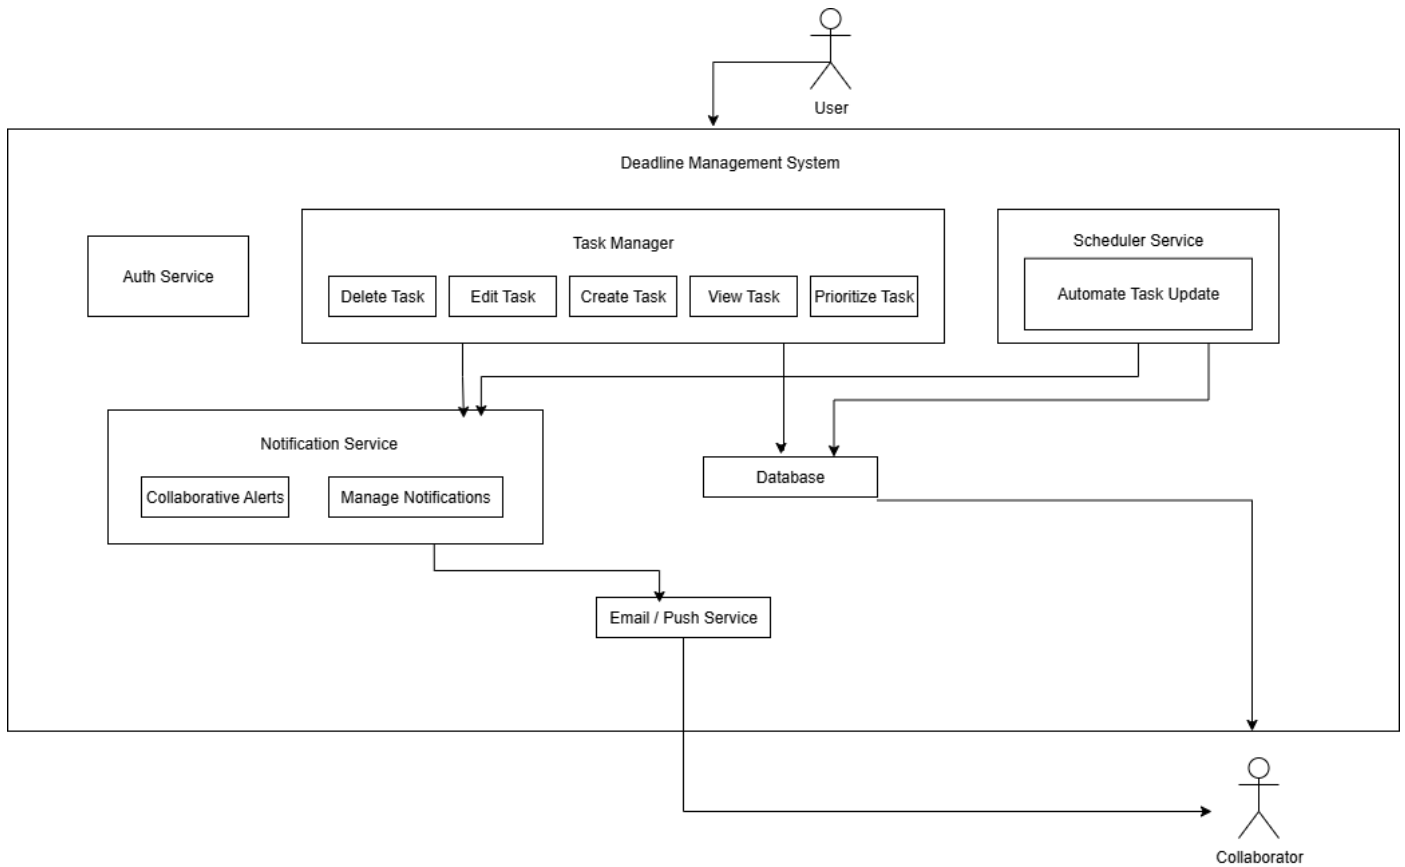 User
Deadline Management System
Auth Service
Task Manager
Delete Task
Edit Task
Create Task
View Task
Prioritize Task
Scheduler Service
Automate Task Update
Notification Service
Collaborative Alerts
Manage Notifications
Database
Email / Push Service
Collaborator